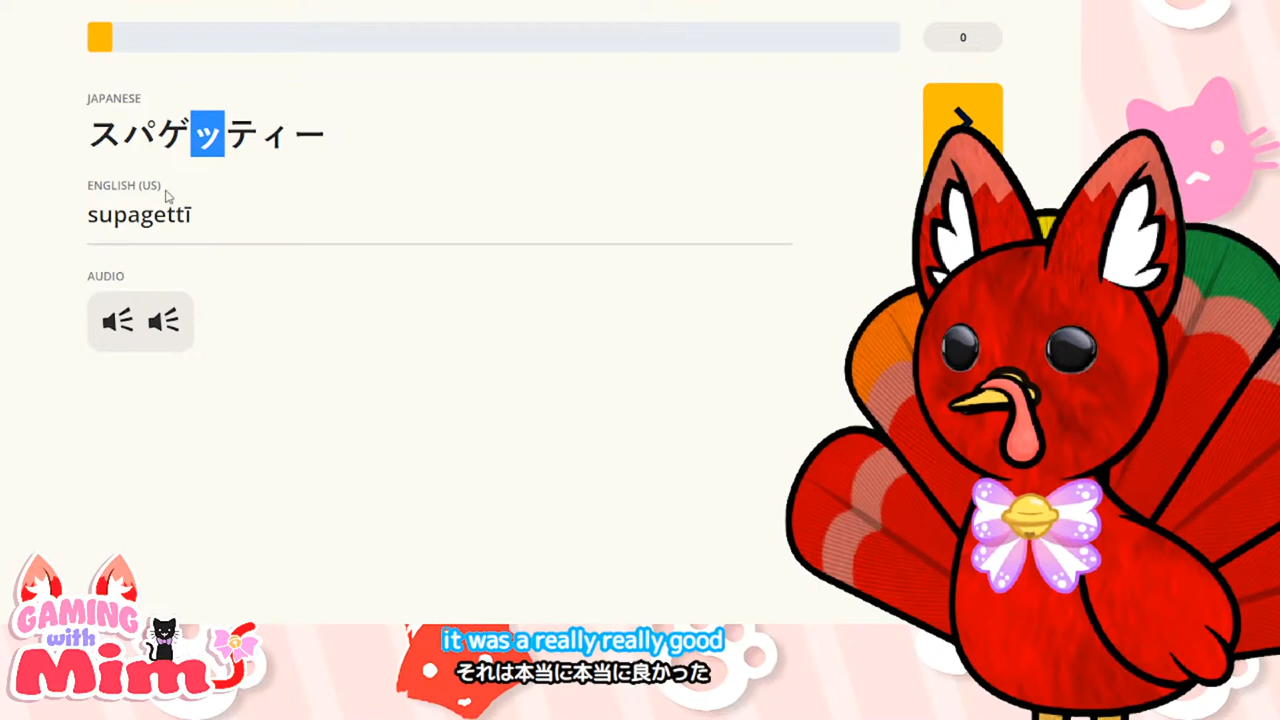 0
JAPANESE
スパゲッティー
ENGLISH (US)
supagettī
AUDIO
GAMING
with
Mim
it was a really really good
それは本当に本当に良かった